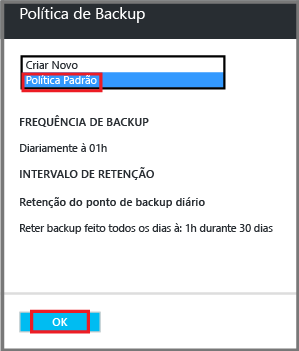 Política de Backup
Criar Novo
Política Padrão
FREQUÊNCIA DE BACKUP
Diariamente à 01h
INTERVALO DE RETENÇÃO
Retenção do ponto de backup diário
Reter backup feito todos os dias à: 1h durante 30 dias
OK